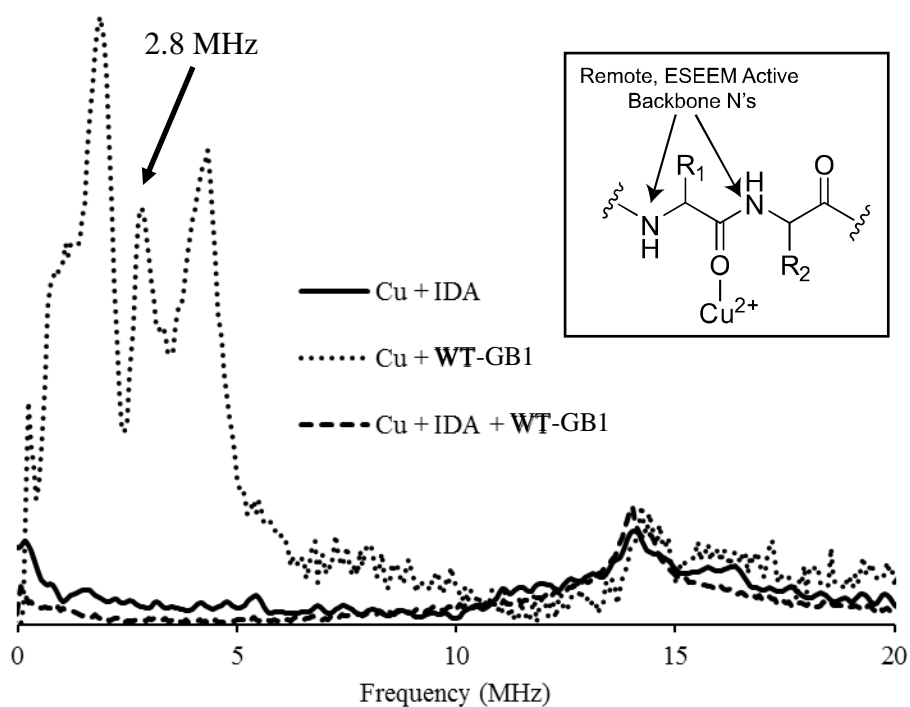 2.8 MHz
Remote, ESEEM Active
Backbone N's
R1
H
N
O
N
H
O
R2
O
Cu2+
Cu + IDA
Cu + WT-GB1
Cu + IDA + WT-GB1
0 5 10 15 20
Frequency (MHz)